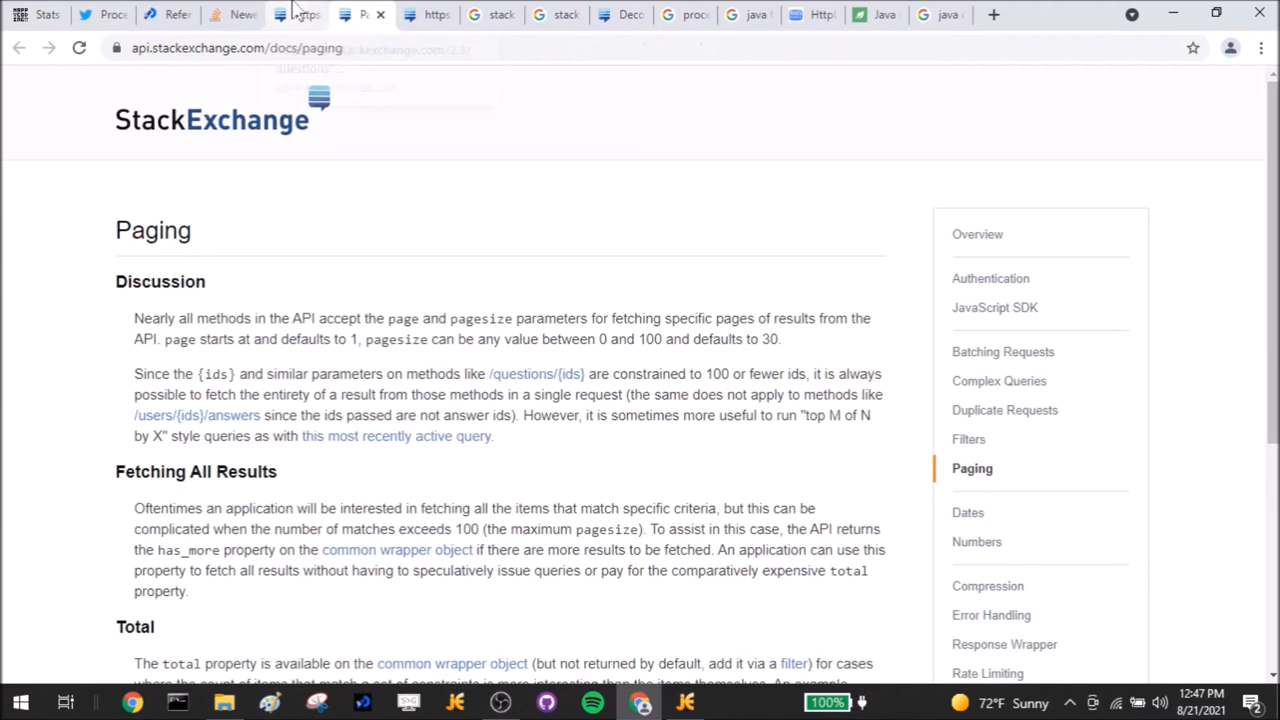 Stats
Proce
Refer
Newe
https
Pa
https
stack
stack
Deco
proc
java
Http
Java
java
api.stackexchange.com/docs/paging
StackExchange
Paging
Discussion
Nearly all methods in the API accept the page and pagesize parameters for fetching specific pages of results from the
API. page starts at and defaults to 1, pagesize can be any value between 0 and 100 and defaults to 30.
Since the {ids} and similar parameters on methods like /questions/{ids} are constrained to 100 or fewer ids, it is always
possible to fetch the entirety of a result from those methods in a single request (the same does not apply to methods like
/users/{ids}/answers since the ids passed are not answer ids). However, it is sometimes more useful to run "top M of N
by X" style queries as with this most recently active query.
Fetching All Results
Oftentimes an application will be interested in fetching all the items that match specific criteria, but this can be
complicated when the number of matches exceeds 100 (the maximum pagesize). To assist in this case, the API returns
the has_more property on the common wrapper object if there are more results to be fetched. An application can use this
property to fetch all results without having to speculatively issue queries or pay for the comparatively expensive total
property.
Total
The total property is available on the common wrapper object (but not returned by default, add it via a filter) for cases
Overview
Authentication
JavaScript SDK
Batching Requests
Complex Queries
Duplicate Requests
Filters
Paging
Dates
Numbers
Compression
Error Handling
Response Wrapper
Rate Limiting
100%
72°F Sunny
12:47 PM
8/21/2021
2